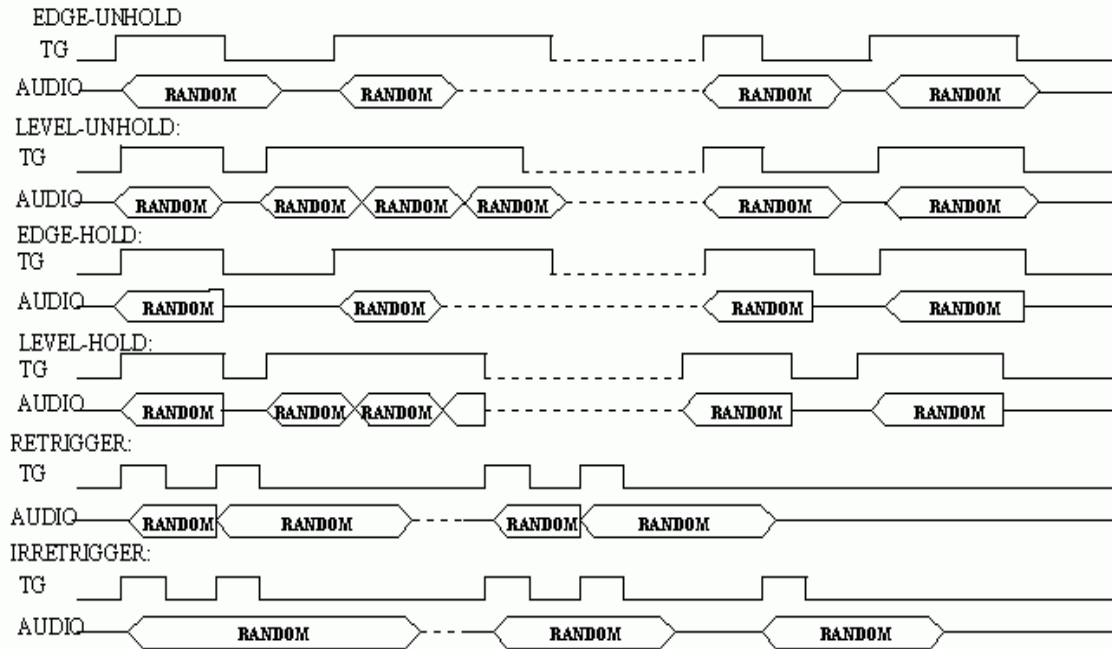 EDGE-UNHOLD
TG
AUDIO RANDOM RANDOM RANDOM RANDOM
LEVEL-UNHOLD:
TG
AUDIO RANDOM RANDOM RANDOM RANDOM RANDOM RANDOM
EDGE-HOLD:
TG
AUDIO RANDOM RANDOM RANDOM RANDOM
LEVEL-HOLD:
TG
AUDIO RANDOM RANDOM RANDOM RANDOM RANDOM
RETRIGGER:
TG
AUDIO RANDOM RANDOM RANDOM RANDOM
IRRETRIGGER:
TG
AUDIO RANDOM RANDOM RANDOM